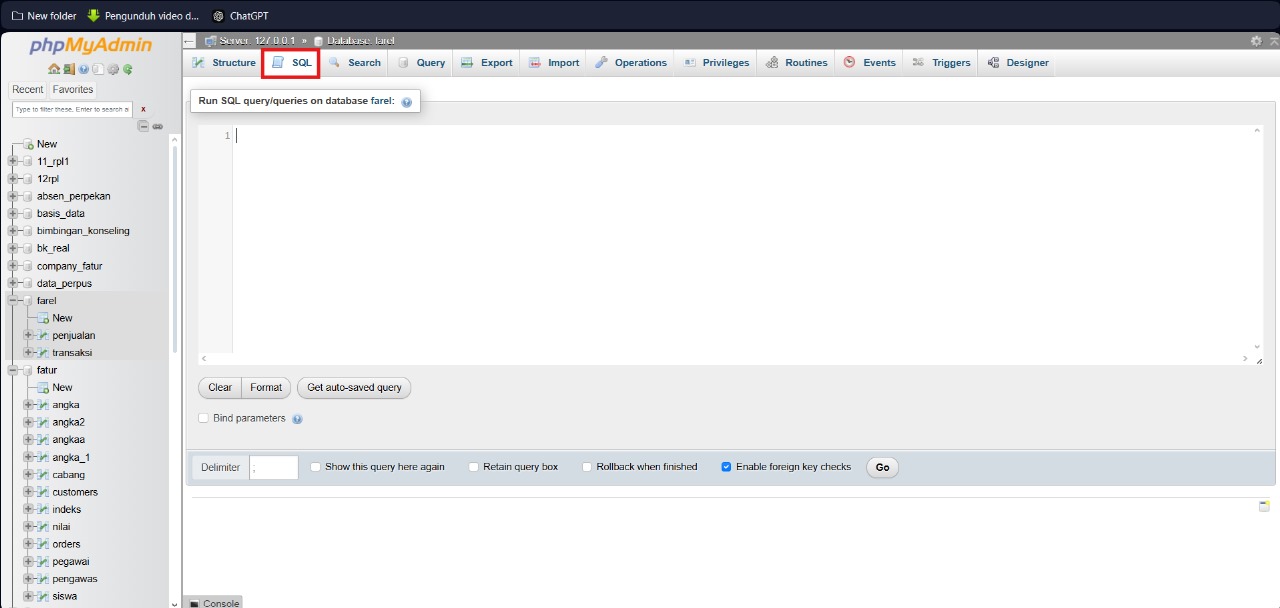 New folder Pengunduh video d... ChatGPT
phpMyAdmin
Server: 127.0.0.1 » Database: farel
Structure SQL Search Query Export Import Operations Privileges Routines Events Triggers Designer
Recent Favorites
Type to filter these, Enter to search al X
New
11_rpl1
12rpl
absen_perpekan
basis_data
bimbingan_konseling
bk_real
company_fatur
data_perpus
farel
New
penjualan
transaksi
fatur
New
angka
angka2
angkaa
angka_1
cabang
customers
indeks
nilai
orders
pegawai
pengawas
siswa
Run SQL query/queries on database farel:
1
Clear Format Get auto-saved query
Bind parameters
Delimiter ; Show this query here again Retain query box Rollback when finished Enable foreign key checks Go
Console